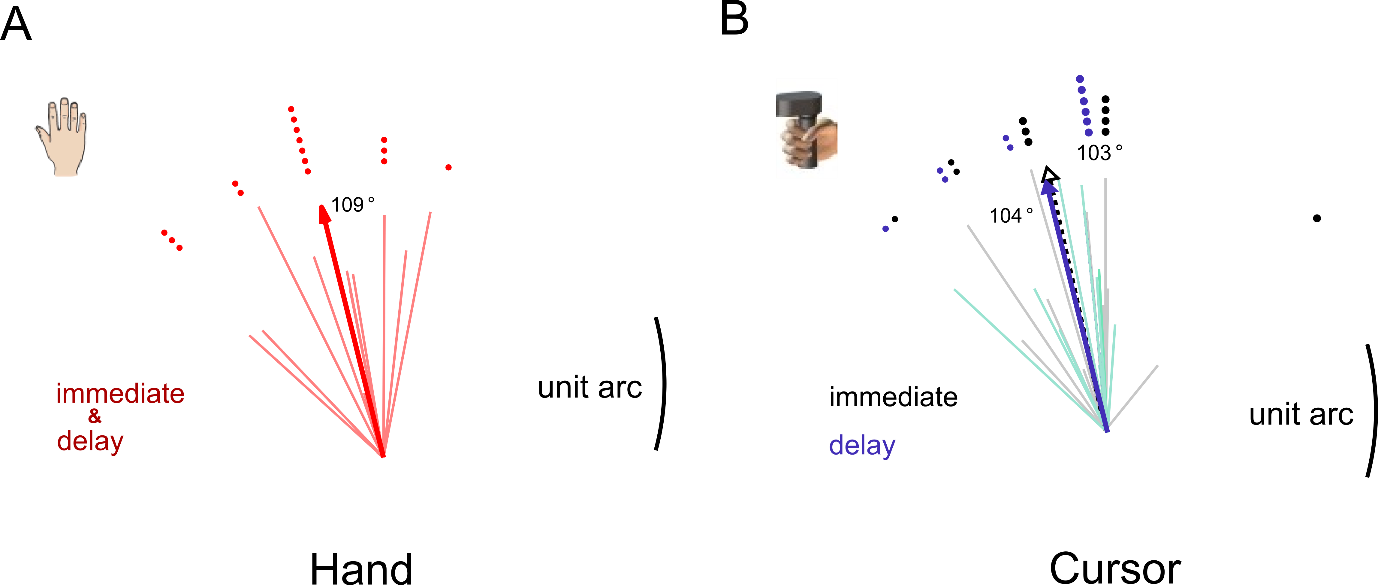 A
B
109°
103°
104°
immediate
&
delay
unit arc
immediate
delay
unit arc
Hand
Cursor